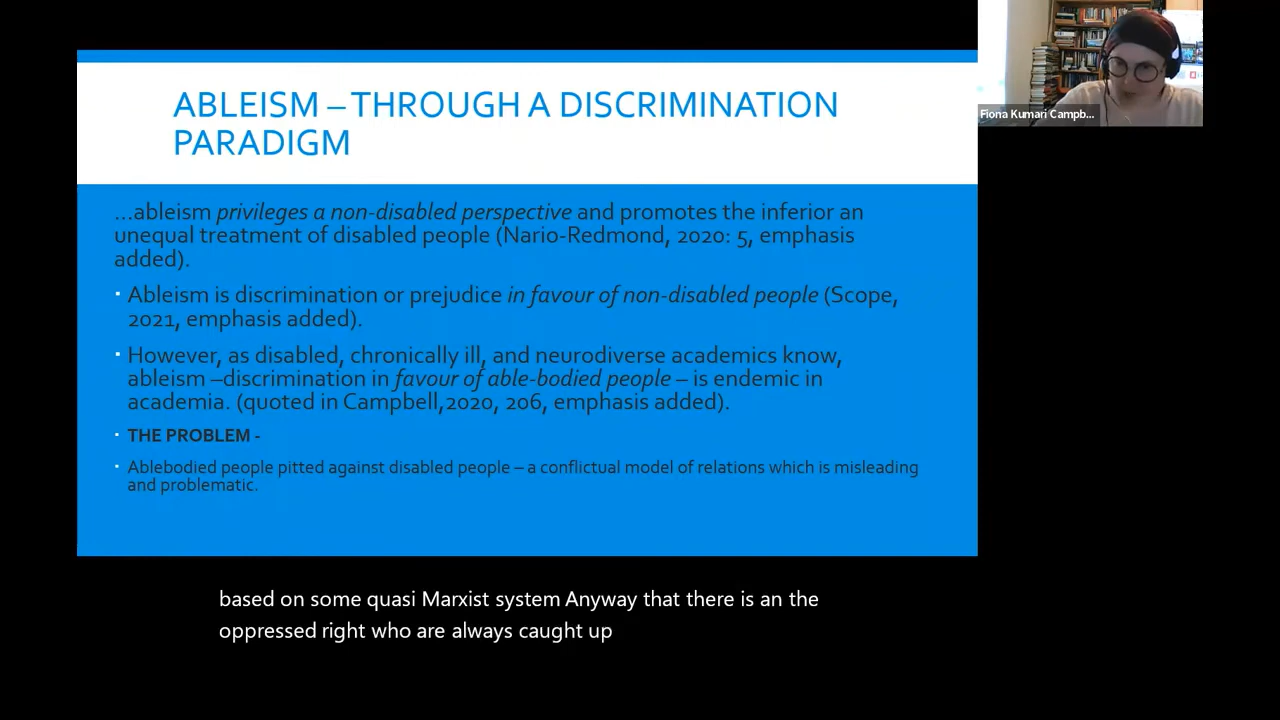 ABLEISM – THROUGH A DISCRIMINATION
PARADIGM
...ableism privileges a non-disabled perspective and promotes the inferior an
unequal treatment of disabled people (Nario-Redmond, 2020: 5, emphasis
added).
▪ Ableism is discrimination or prejudice in favour of non-disabled people (Scope,
2021, emphasis added).
▪ However, as disabled, chronically ill, and neurodiverse academics know,
ableism –discrimination in favour of able-bodied people – is endemic in
academia. (quoted in Campbell,2020, 206, emphasis added).
▪ THE PROBLEM -
▪ Ablebodied people pitted against disabled people – a conflictual model of relations which is misleading
and problematic.
Fiona Kumari Campb...
based on some quasi Marxist system Anyway that there is an the
oppressed right who are always caught up